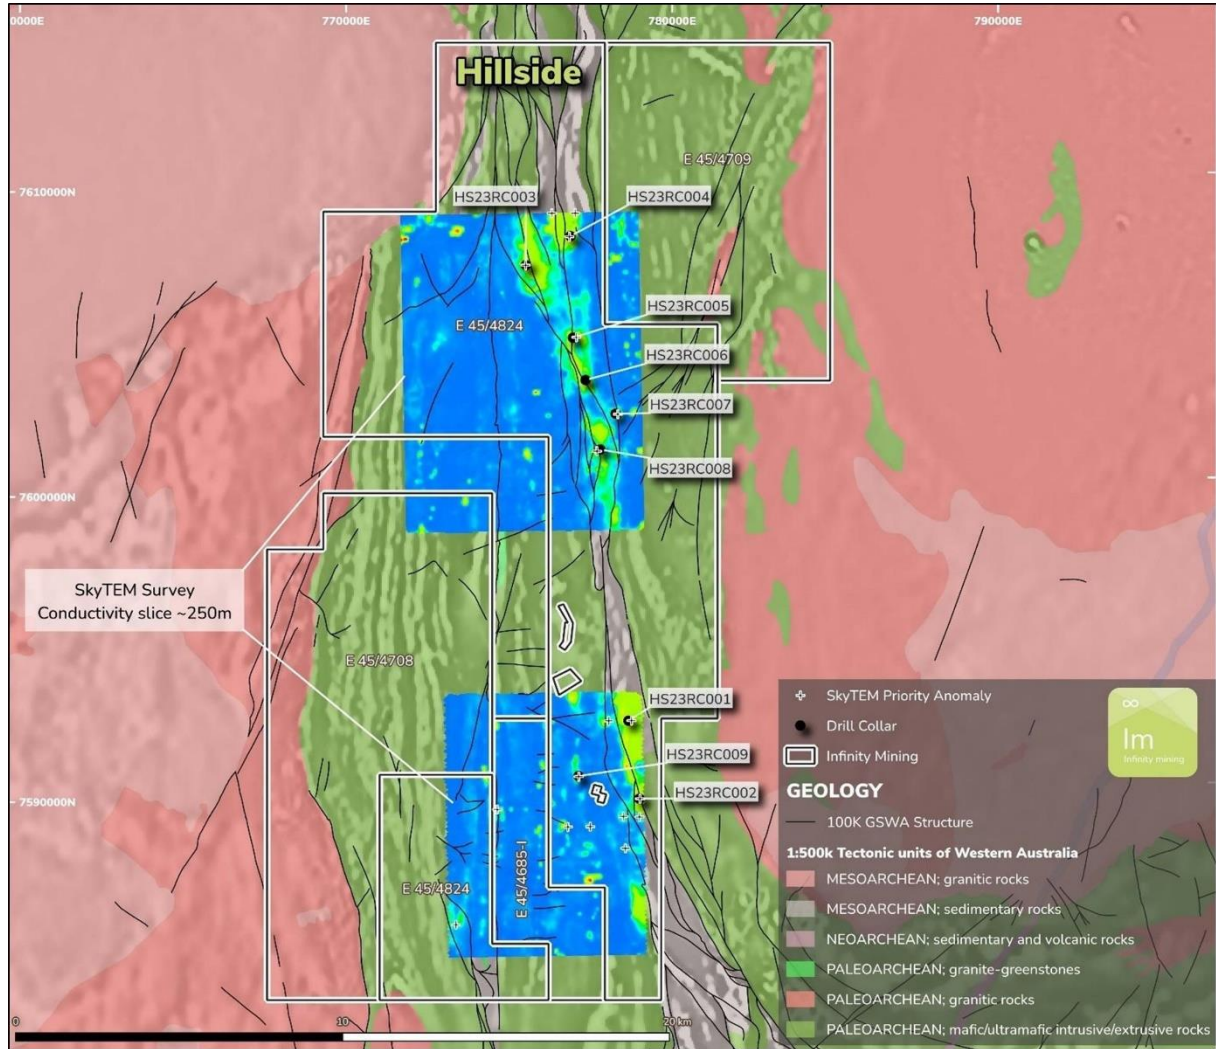 0000E
770000E
780000E
790000E
Hillside
E 45/4709
7610000N
HS23RC003
HS23RC004
HS23RC005
E 45/4824
HS23RC006
HS23RC007
HS23RC008
7600000N
SkyTEM Survey
Conductivity slice ~250m
E 45/4708
HS23RC001
HS23RC009
HS23RC002
7590000N
E 45/4685-I
E 45/4824
SkyTEM Priority Anomaly
Drill Collar
Infinity Mining
∞
Im
Infinity mining
GEOLOGY
100K GSWA Structure
1:500k Tectonic units of Western Australia
MESOARCHEAN; granitic rocks
MESOARCHEAN; sedimentary rocks
NEOARCHEAN; sedimentary and volcanic rocks
PALEOARCHEAN; granite-greenstones
PALEOARCHEAN; granitic rocks
PALEOARCHEAN; mafic/ultramafic intrusive/extrusive rocks
0
10
20 km